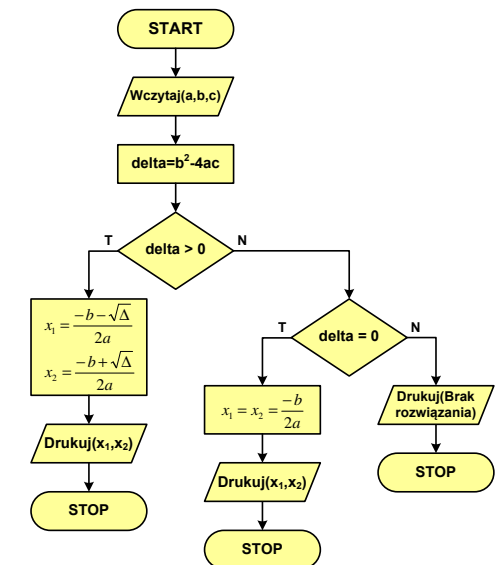 START
Wczytaj(a,b,c)
delta=b²-4ac
delta > 0
T
N
x₁ = (-b - √Δ) / 2a
x₂ = (-b + √Δ) / 2a
Drukuj(x₁,x₂)
STOP
delta = 0
T
N
x₁ = x₂ = -b / 2a
Drukuj(x₁,x₂)
STOP
Drukuj(Brak
rozwiązania)
STOP